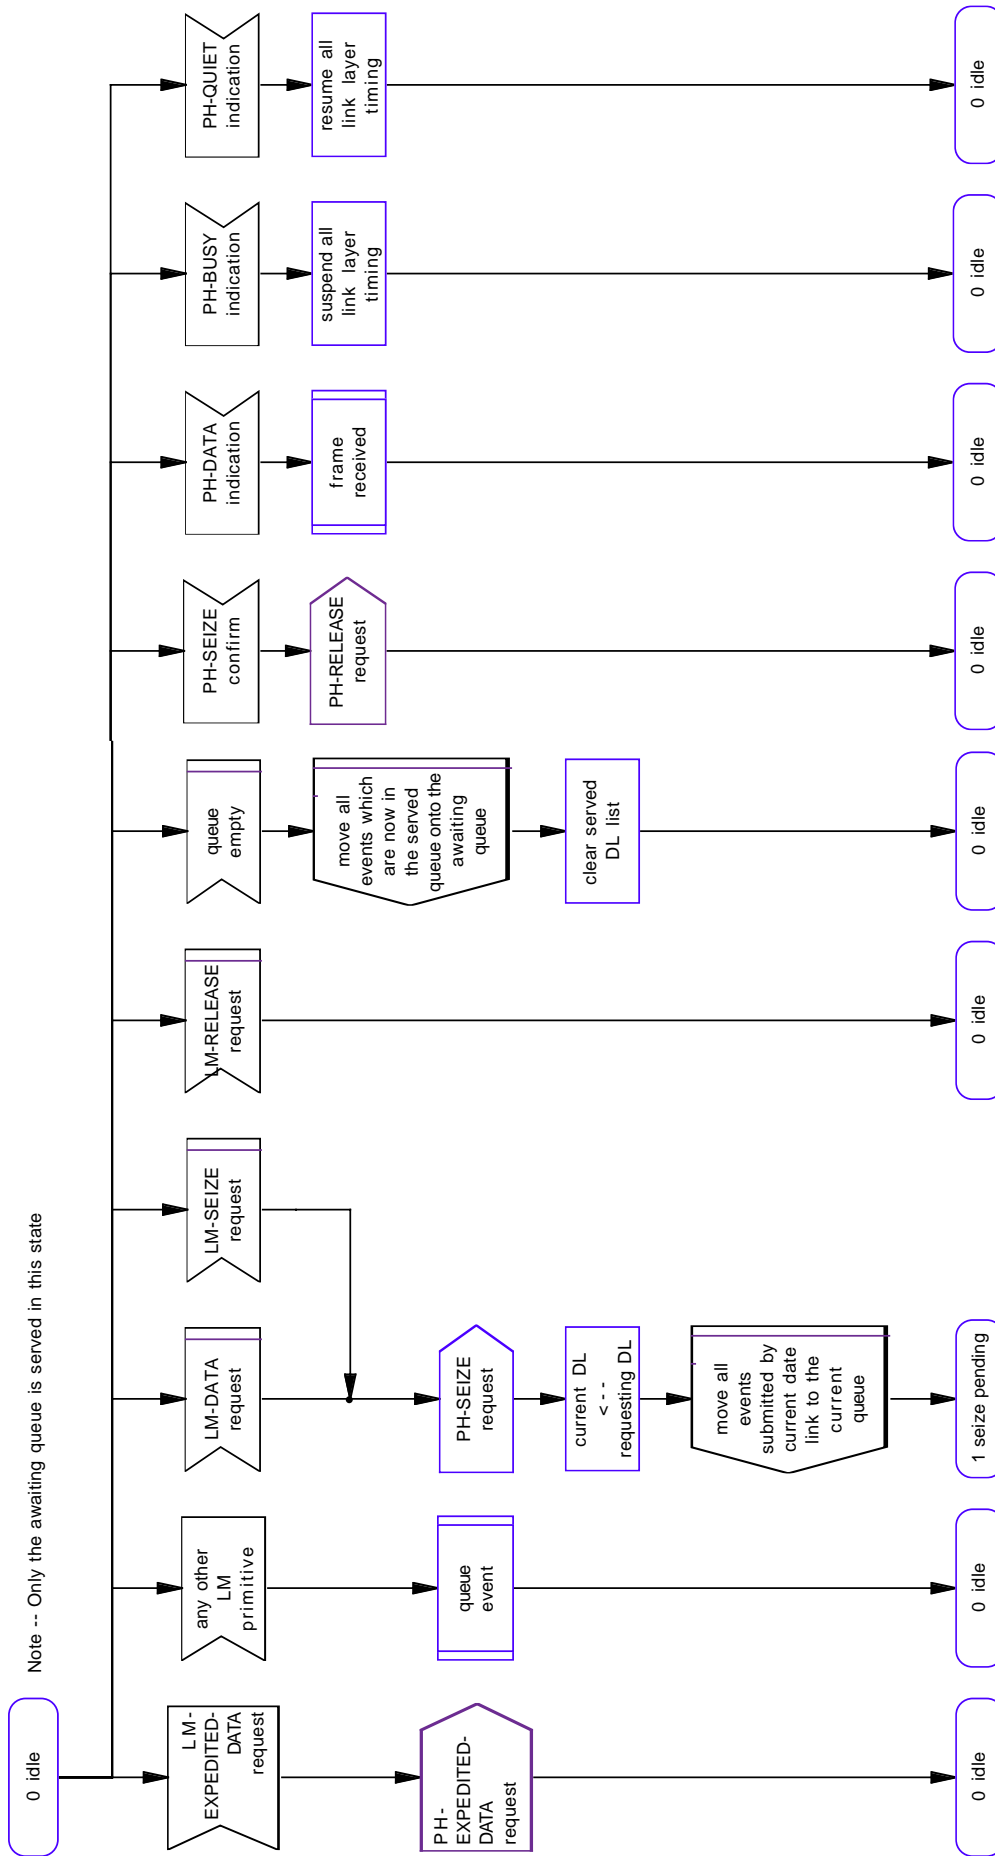 0 idle
Note -- Only the awaiting queue is served in this state
LM-
EXPEDITED-
DATA
request
PH-
EXPEDITED-
DATA
request
0 idle
any other
LM
primitive
queue
event
0 idle
LM-DATA
request
PH-SEIZE
request
current DL
<--
requesting DL
move all
events
submitted by
current date
link to the
current
queue
1 seize pending
LM-SEIZE
request
LM-RELEASE
request
0 idle
queue
empty
move all
events which
are now in
the served
queue onto the
awaiting
queue
clear served
DL list
0 idle
PH-SEIZE
confirm
PH-RELEASE
request
0 idle
PH-DATA
indication
frame
received
0 idle
PH-BUSY
indication
suspend all
link layer
timing
0 idle
PH-QUIET
indication
resume all
link layer
timing
0 idle